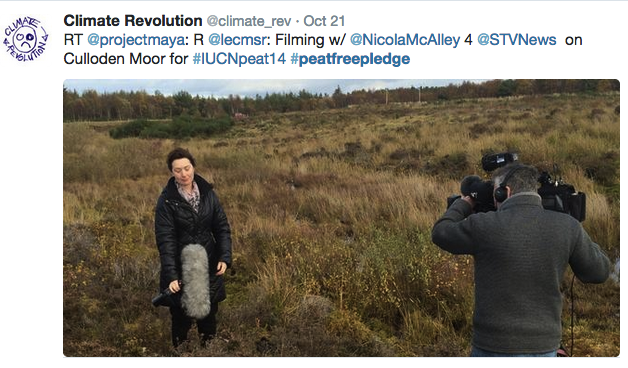 CLIMATE
REVOLUTION
Climate Revolution @climate_rev · Oct 21
RT @projectmaya: R @lecmsr: Filming w/ @NicolaMcAlley 4 @STVNews on
Culloden Moor for #IUCNpeat14 #peatfreepledge